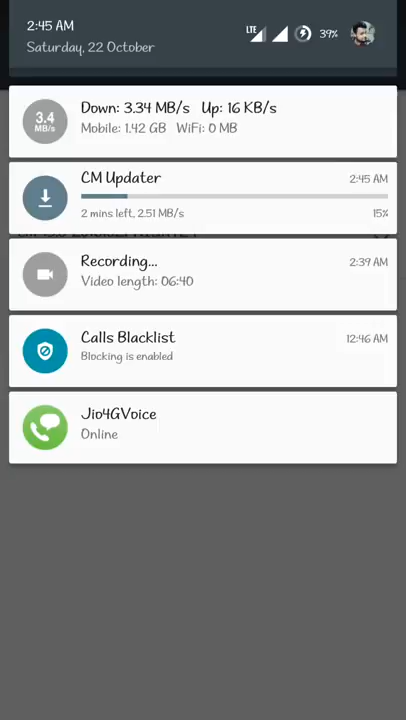 2:45 AM
Saturday, 22 October
LTE
39%
3.4
MB/s
Down: 3.34 MB/s Up: 16 KB/s
Mobile: 1.42 GB WiFi: 0 MB
CM Updater
2:45 AM
2 mins left, 2.51 MB/s
15%
Recording...
2:39 AM
Video length: 06:40
Calls Blacklist
12:46 AM
Blocking is enabled
Jio4GVoice
Online